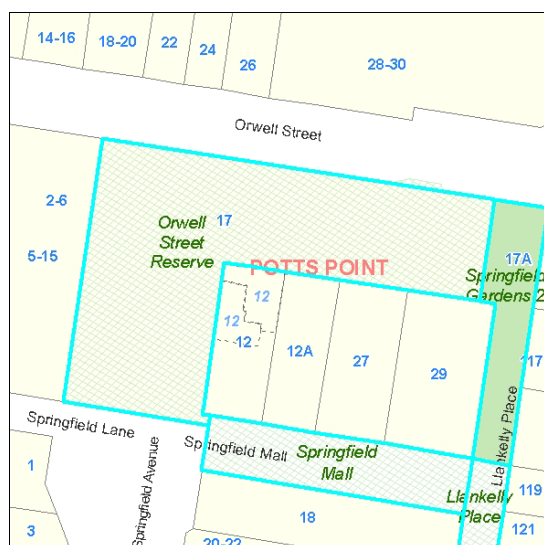 14-16
18-20
22
24
26
28-30
Orwell Street
2-6
17
Orwell
Street
Reserve
5-15
17A
Springfield
Gardens 2
POTTS POINT
12
12
12
12A
27
29
117
Llankelly Place
Springfield Lane
Springfield Mall
Springfield
Mall
Springfield Avenue
1
3
18
20-22
Llankelly
Place
119
121